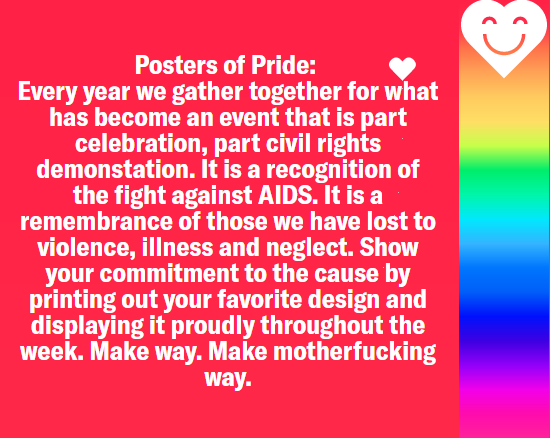 Posters of Pride:
Every year we gather together for what
has become an event that is part
celebration, part civil rights
demonstation. It is a recognition of
the fight against AIDS. It is a
remembrance of those we have lost to
violence, illness and neglect. Show
your commitment to the cause by
printing out your favorite design and
displaying it proudly throughout the
week. Make way. Make motherfucking
way.